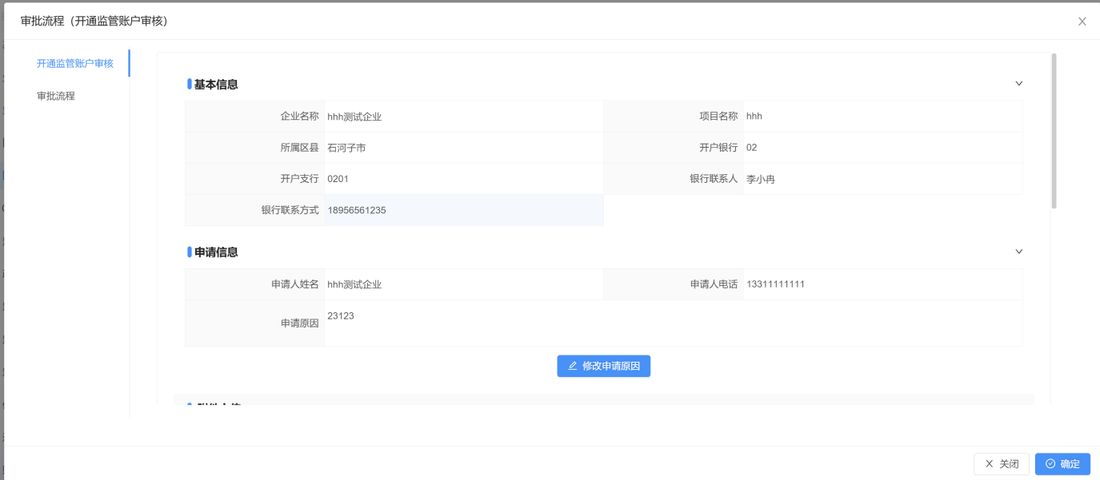 审批流程（开通监管账户审核）
开通监管账户审核
审批流程
基本信息
企业名称 hhh测试企业 项目名称 hhh
所属区县 石河子市 开户银行 02
开户支行 0201 银行联系人 李小冉
银行联系方式 18956561235
申请信息
申请人姓名 hhh测试企业 申请人电话 13311111111
申请原因 23123
修改申请原因
关闭 确定